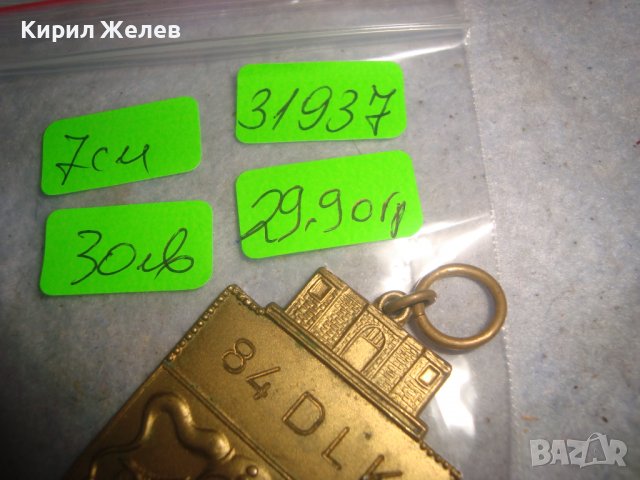 Кирил Желев
31937
7см
29.90гр
30лв
84 DLK
BAZAR